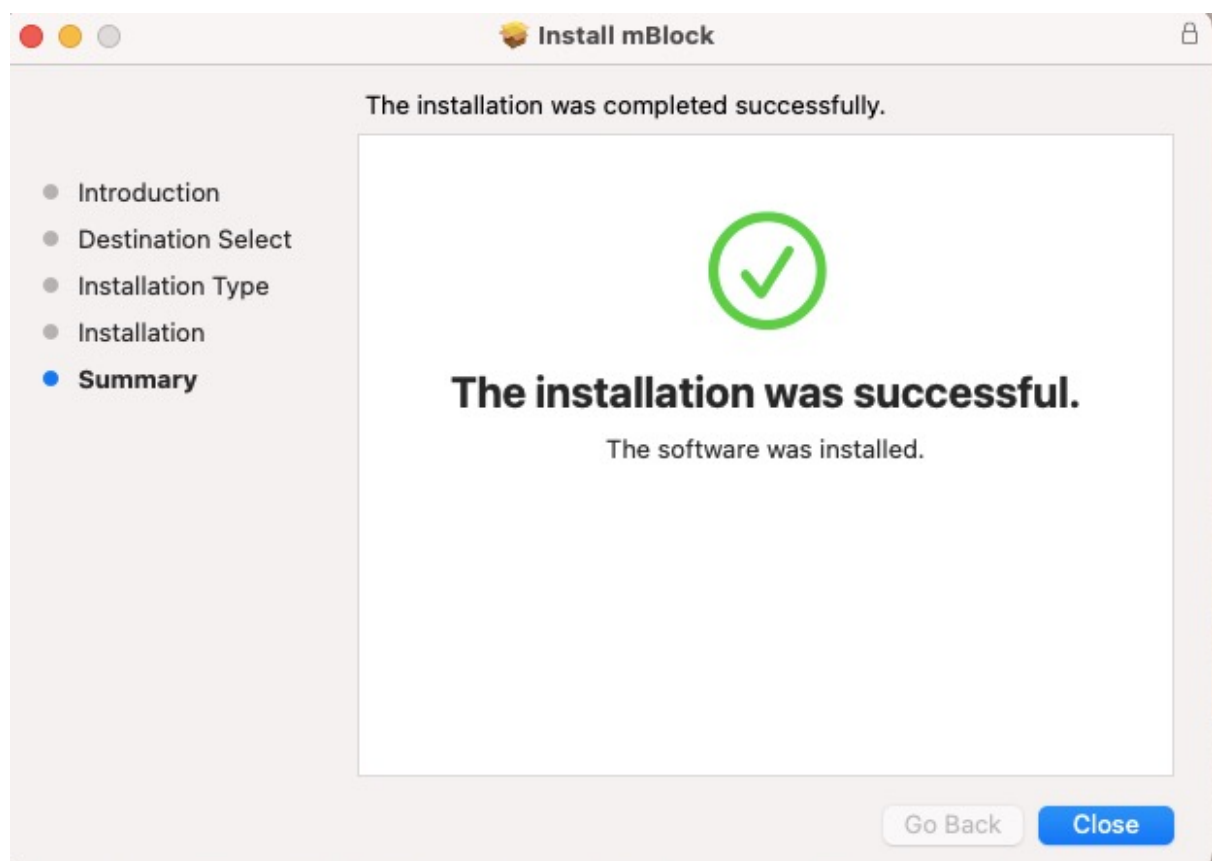 Install mBlock
The installation was completed successfully.
Introduction
Destination Select
Installation Type
Installation
Summary
The installation was successful.
The software was installed.
Go Back
Close